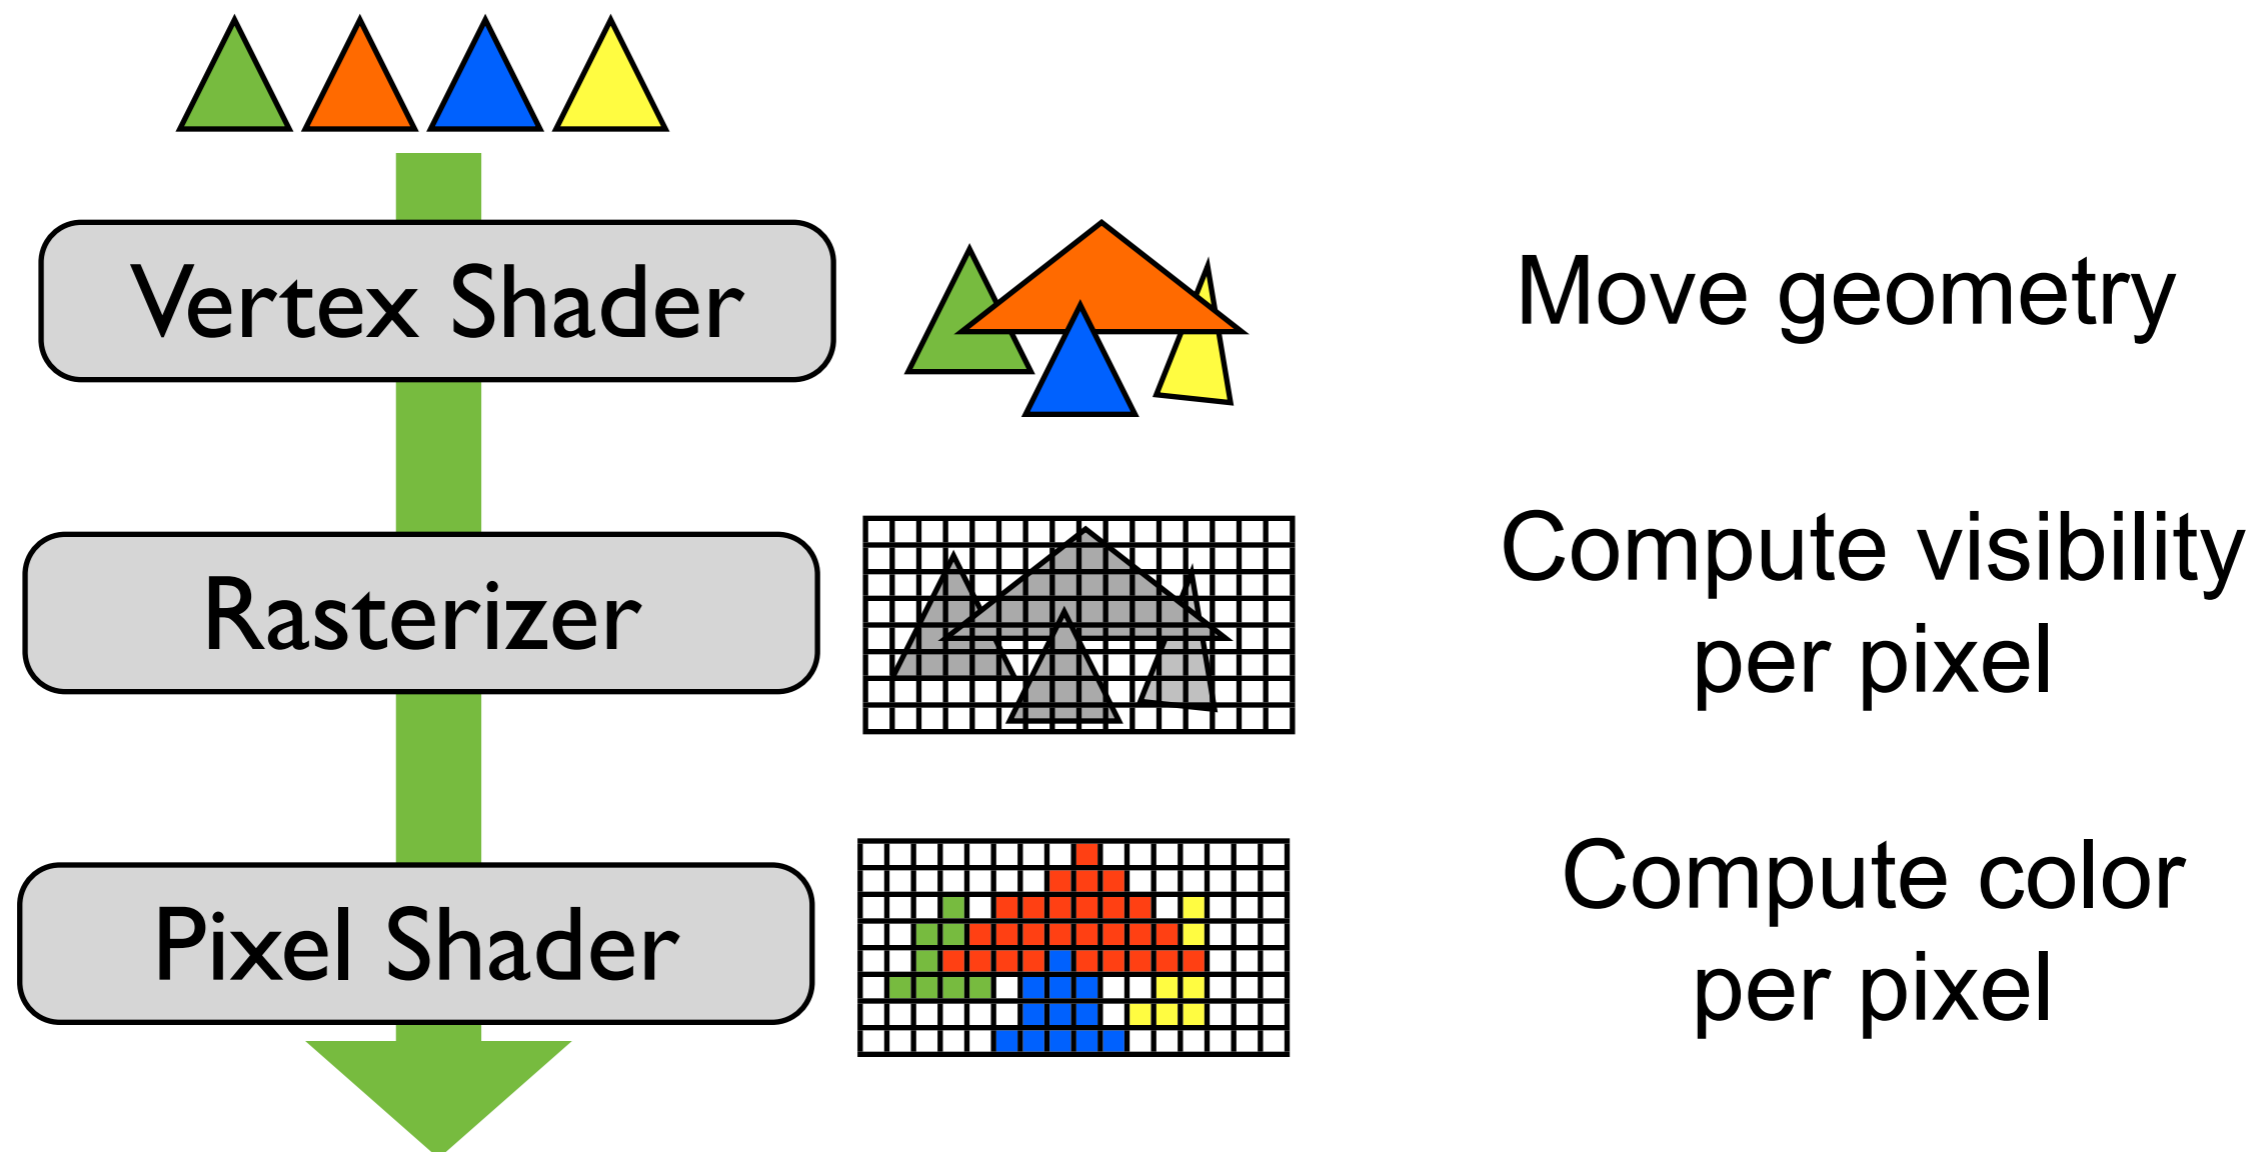 Vertex Shader
Move geometry
Rasterizer
Compute visibility
per pixel
Pixel Shader
Compute color
per pixel